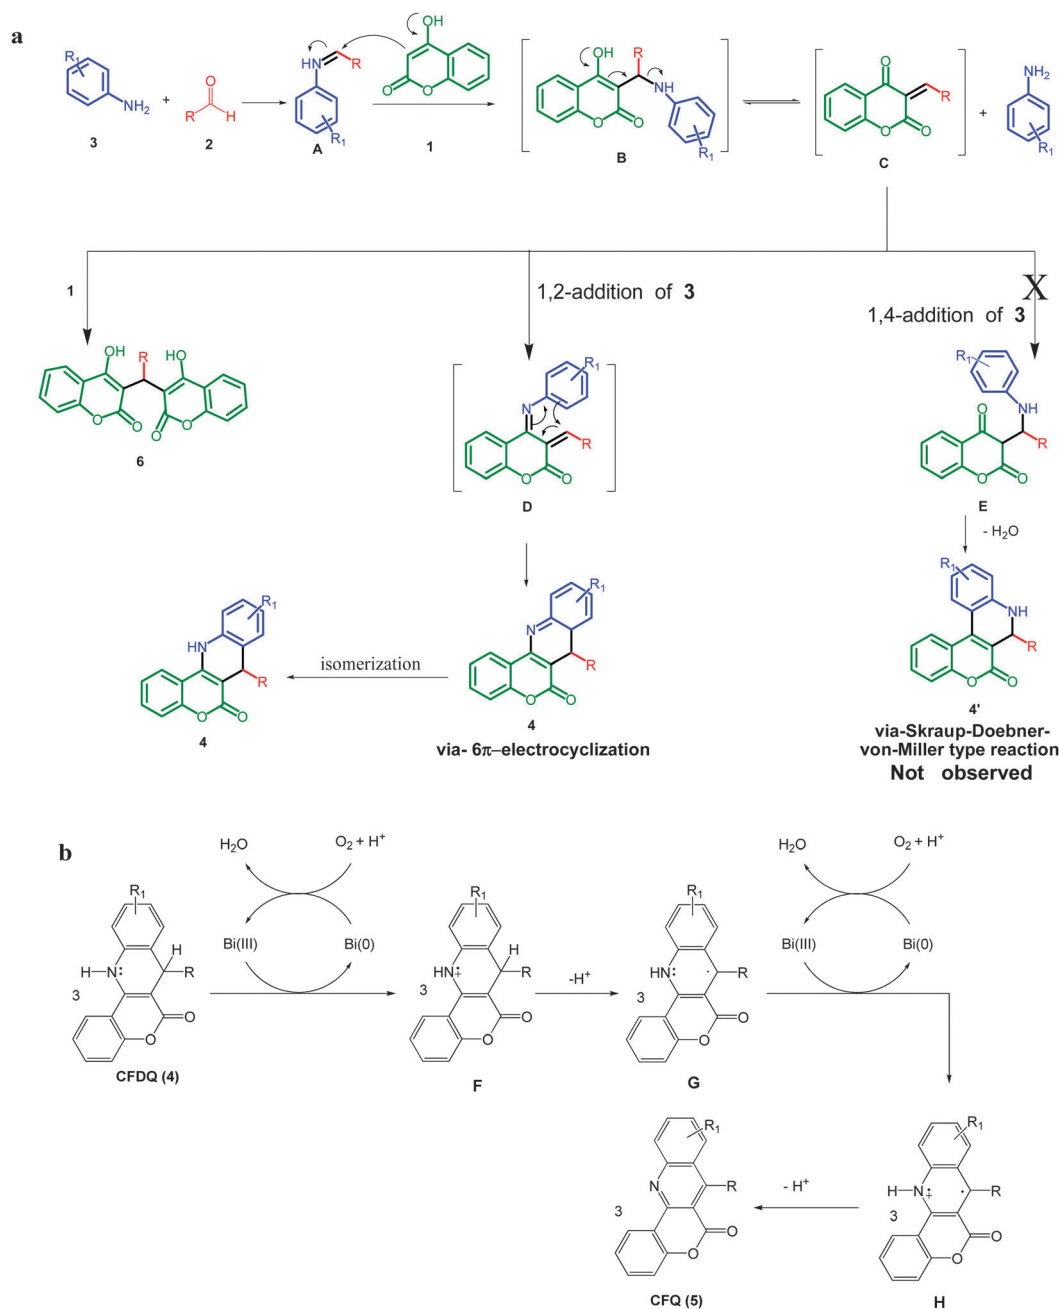 a
R1
NH2
3
+
O
R
H
2
HN
R
R1
A
OH
O
O
1
OH
R
HN
O
O
R1
B
O
R
O
O
C
+
NH2
R1
1
1,2-addition of 3
X
1,4-addition of 3
OH
R
HO
O
O
O
O
6
R1
N
R
O
O
D
R1
NH
O
R
O
O
E
- H2O
R1
HN
R
O
O
4
isomerization
R1
N
R
O
O
4
via- 6π–electrocyclization
R1
NH
R
O
O
4'
via-Skraup-Doebner-
von-Miller type reaction
Not observed
b
H2O
O2 + H+
Bi(III)
Bi(0)
H2O
O2 + H+
Bi(III)
Bi(0)
R1
H
H-N:
R
3
O
O
CFDQ (4)
R1
H
HN
R
3
O
O
F
-H+
R1
HN:
R
3
O
O
G
R1
N
R
3
O
O
CFQ (5)
- H+
R1
H-N
R
3
O
O
H